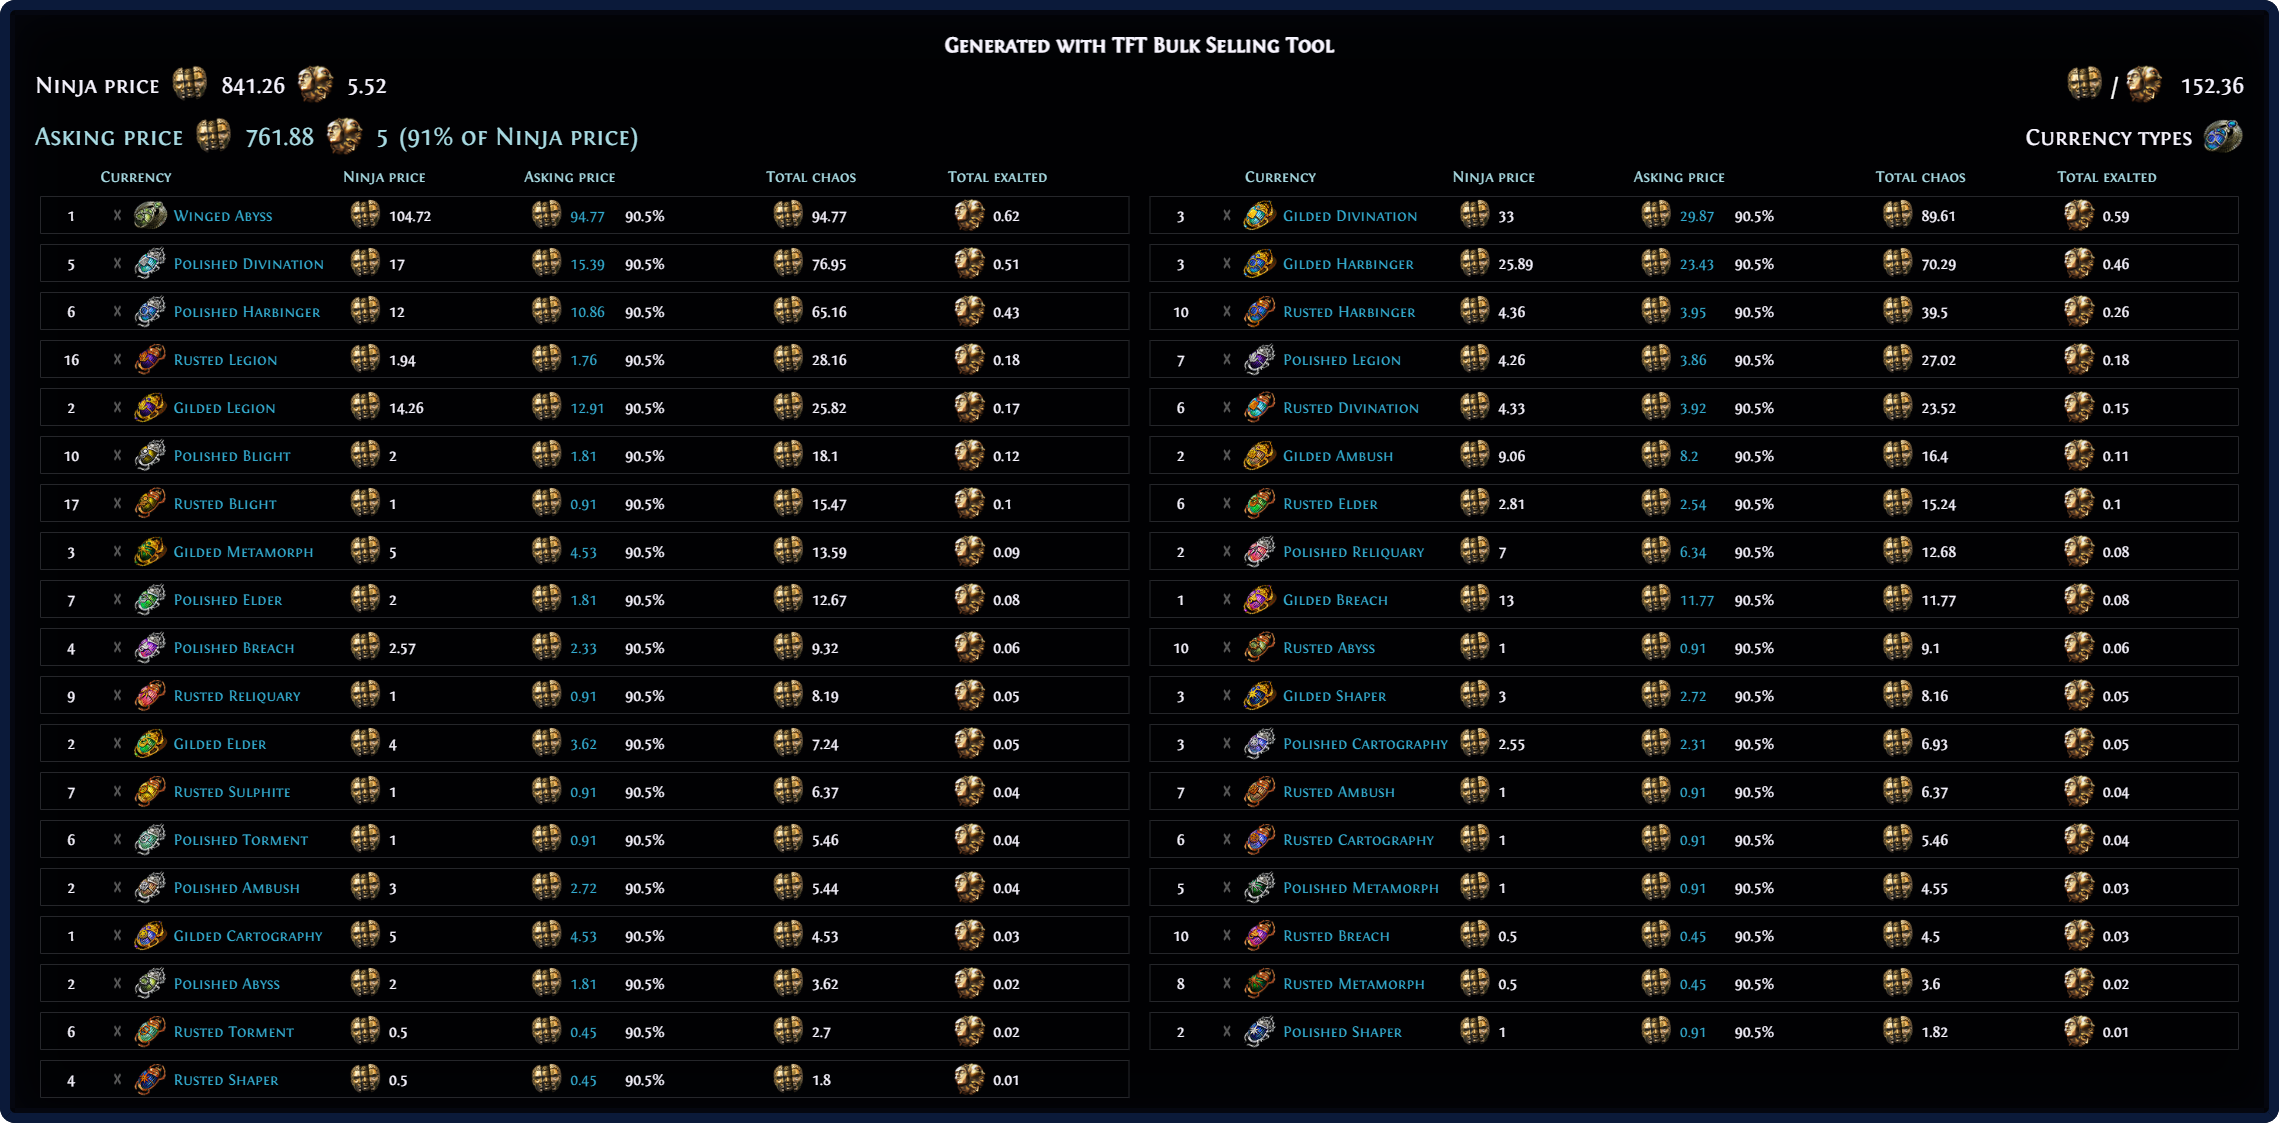 Generated with TFT Bulk Selling Tool
Ninja price 841.26 5.52 / 152.36
Asking price 761.88 5 (91% of Ninja price) Currency types
Currency Ninja price Asking price Total chaos Total exalted Currency Ninja price Asking price Total chaos Total exalted
1 x Winged Abyss 104.72 94.77 90.5% 94.77 0.62 3 x Gilded Divination 33 29.87 90.5% 89.61 0.59
5 x Polished Divination 17 15.39 90.5% 76.95 0.51 3 x Gilded Harbinger 25.89 23.43 90.5% 70.29 0.46
6 x Polished Harbinger 12 10.86 90.5% 65.16 0.43 10 x Rusted Harbinger 4.36 3.95 90.5% 39.5 0.26
16 x Rusted Legion 1.94 1.76 90.5% 28.16 0.18 7 x Polished Legion 4.26 3.86 90.5% 27.02 0.18
2 x Gilded Legion 14.26 12.91 90.5% 25.82 0.17 6 x Rusted Divination 4.33 3.92 90.5% 23.52 0.15
10 x Polished Blight 2 1.81 90.5% 18.1 0.12 2 x Gilded Ambush 9.06 8.2 90.5% 16.4 0.11
17 x Rusted Blight 1 0.91 90.5% 15.47 0.1 6 x Rusted Elder 2.81 2.54 90.5% 15.24 0.1
3 x Gilded Metamorph 5 4.53 90.5% 13.59 0.09 2 x Polished Reliquary 7 6.34 90.5% 12.68 0.08
7 x Polished Elder 2 1.81 90.5% 12.67 0.08 1 x Gilded Breach 13 11.77 90.5% 11.77 0.08
4 x Polished Breach 2.57 2.33 90.5% 9.32 0.06 10 x Rusted Abyss 1 0.91 90.5% 9.1 0.06
9 x Rusted Reliquary 1 0.91 90.5% 8.19 0.05 3 x Gilded Shaper 3 2.72 90.5% 8.16 0.05
2 x Gilded Elder 4 3.62 90.5% 7.24 0.05 3 x Polished Cartography 2.55 2.31 90.5% 6.93 0.05
7 x Rusted Sulphite 1 0.91 90.5% 6.37 0.04 7 x Rusted Ambush 1 0.91 90.5% 6.37 0.04
6 x Polished Torment 1 0.91 90.5% 5.46 0.04 6 x Rusted Cartography 1 0.91 90.5% 5.46 0.04
2 x Polished Ambush 3 2.72 90.5% 5.44 0.04 5 x Polished Metamorph 1 0.91 90.5% 4.55 0.03
1 x Gilded Cartography 5 4.53 90.5% 4.53 0.03 10 x Rusted Breach 0.5 0.45 90.5% 4.5 0.03
2 x Polished Abyss 2 1.81 90.5% 3.62 0.02 8 x Rusted Metamorph 0.5 0.45 90.5% 3.6 0.02
6 x Rusted Torment 0.5 0.45 90.5% 2.7 0.02 2 x Polished Shaper 1 0.91 90.5% 1.82 0.01
4 x Rusted Shaper 0.5 0.45 90.5% 1.8 0.01